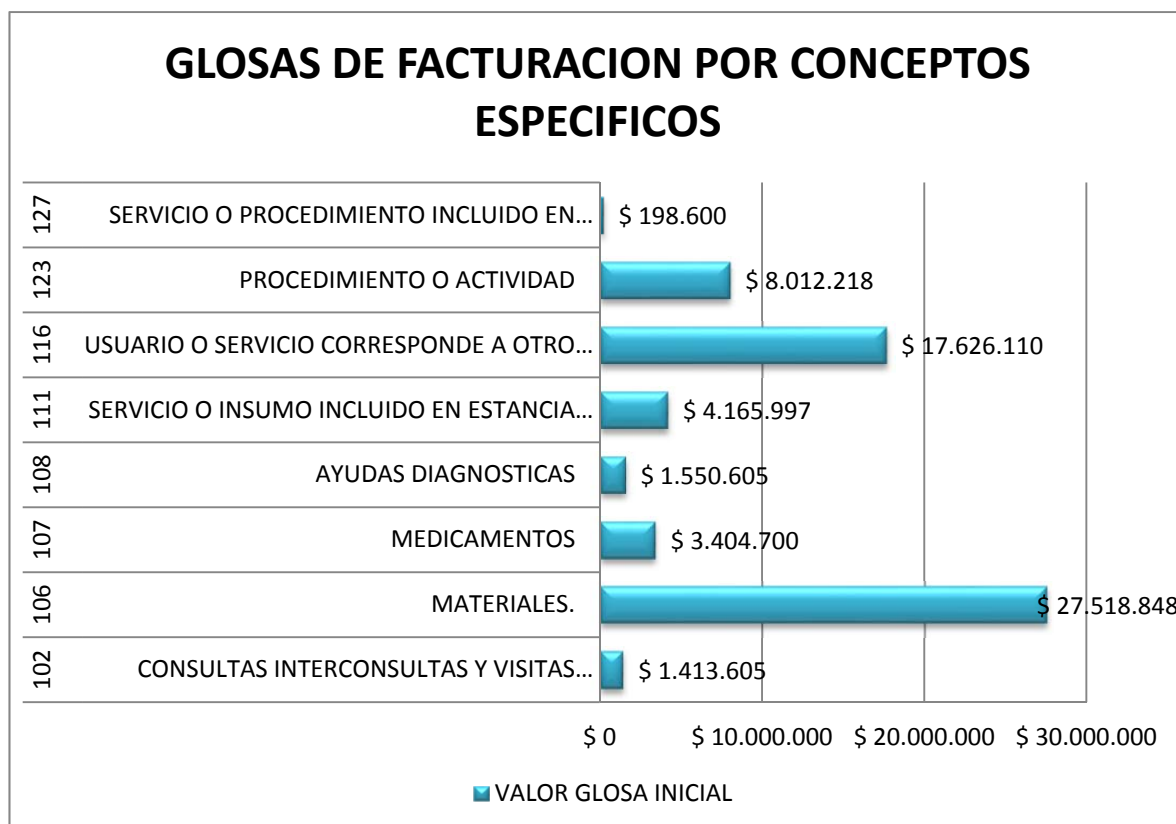 GLOSAS DE FACTURACION POR CONCEPTOS
ESPECIFICOS
127 SERVICIO O PROCEDIMIENTO INCLUIDO EN... $ 198.600
123 PROCEDIMIENTO O ACTIVIDAD $ 8.012.218
116 USUARIO O SERVICIO CORRESPONDE A OTRO... $ 17.626.110
111 SERVICIO O INSUMO INCLUIDO EN ESTANCIA... $ 4.165.997
108 AYUDAS DIAGNOSTICAS $ 1.550.605
107 MEDICAMENTOS $ 3.404.700
106 MATERIALES. $ 27.518.848
102 CONSULTAS INTERCONSULTAS Y VISITAS... $ 1.413.605
$ 0 $ 10.000.000 $ 20.000.000 $ 30.000.000
VALOR GLOSA INICIAL